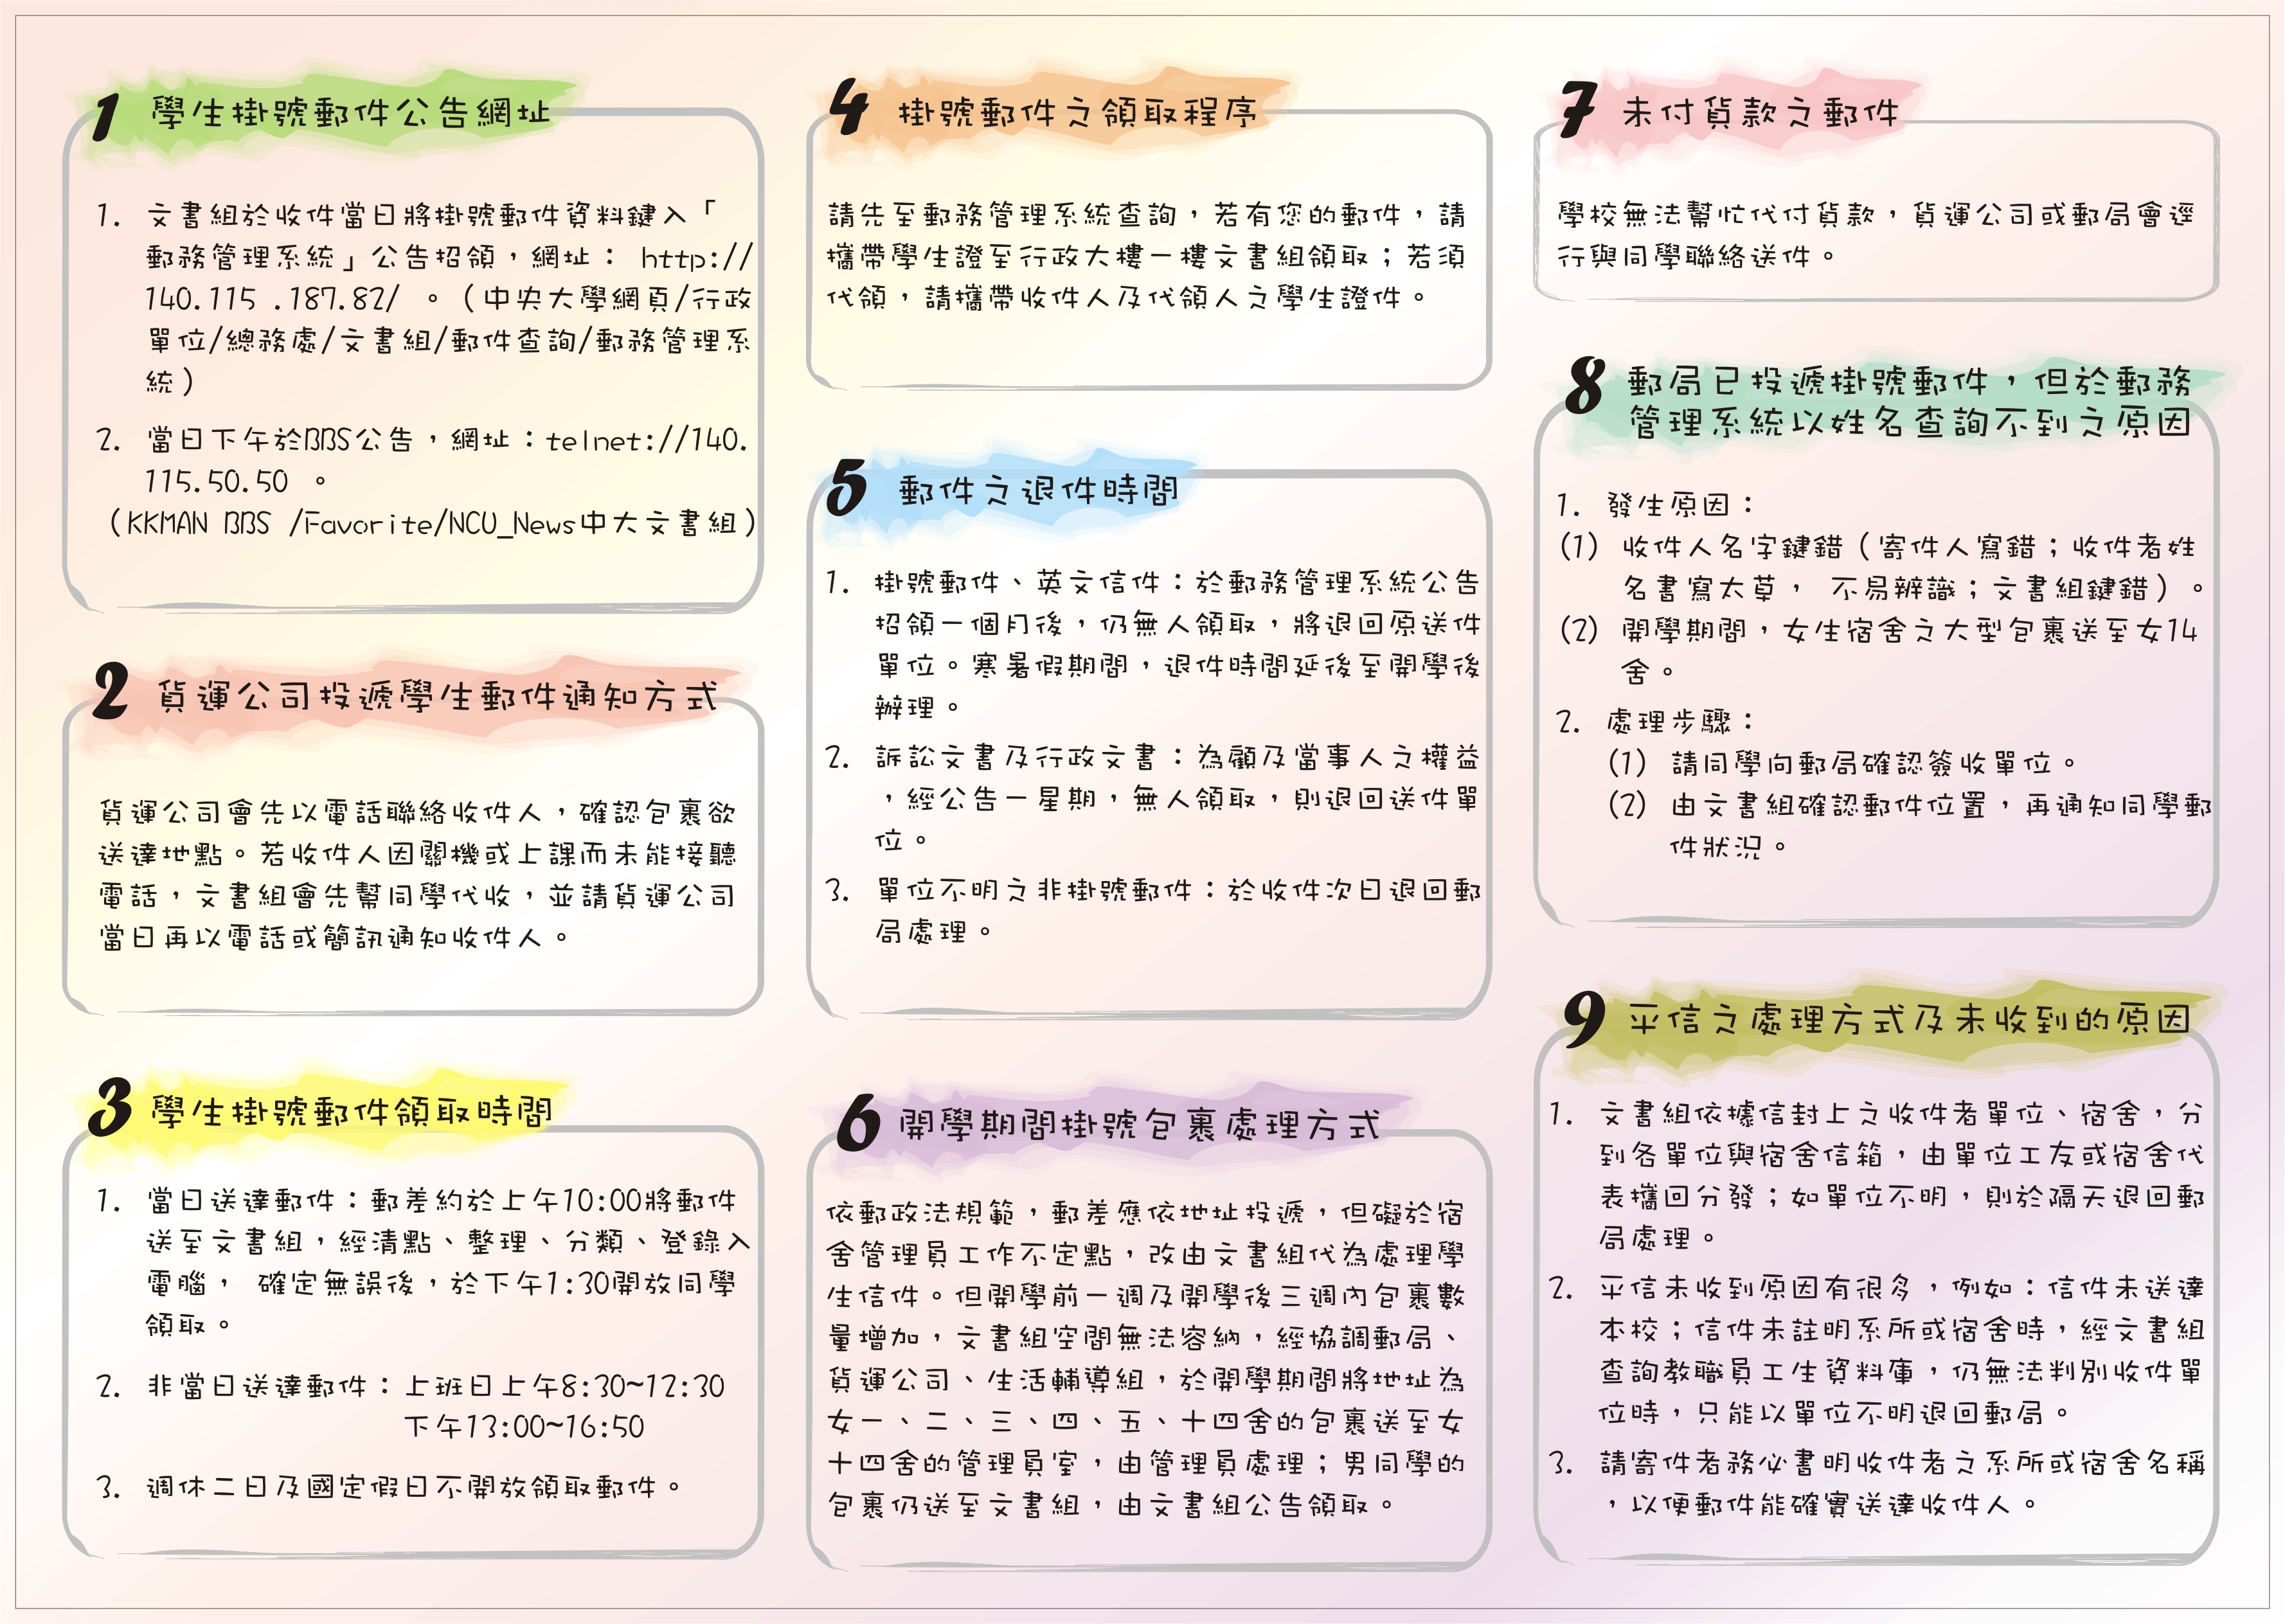 1 學生掛號郵件公告網址
1. 文書組於收件當日將掛號郵件資料鍵入「
郵務管理系統」公告招領，網址： http://
140.115 .187.82/ 。（中央大學網頁/行政
單位/總務處/文書組/郵件查詢/郵務管理系
統）
2. 當日下午於BBS公告，網址：telnet://140.
115.50.50 。
（KKMAN BBS /Favorite/NCU_News中大文書組）
2 貨運公司投遞學生郵件通知方式
貨運公司會先以電話聯絡收件人，確認包裹欲
送達地點。若收件人因關機或上課而未能接聽
電話，文書組會先幫同學代收，並請貨運公司
當日再以電話或簡訊通知收件人。
3 學生掛號郵件領取時間
1. 當日送達郵件：郵差約於上午10:00將郵件
送至文書組，經清點、整理、分類、登錄入
電腦， 確定無誤後，於下午1:30開放同學
領取。
2. 非當日送達郵件：上班日上午8:30~12:30
下午13:00~16:50
3. 週休二日及國定假日不開放領取郵件。
4 掛號郵件之領取程序
請先至郵務管理系統查詢，若有您的郵件，請
攜帶學生證至行政大樓一樓文書組領取；若須
代領，請攜帶收件人及代領人之學生證件。
5 郵件之退件時間
1. 掛號郵件、英文信件：於郵務管理系統公告
招領一個月後，仍無人領取，將退回原送件
單位。寒暑假期間，退件時間延後至開學後
辦理。
2. 訴訟文書及行政文書：為顧及當事人之權益
，經公告一星期，無人領取，則退回送件單
位。
3. 單位不明之非掛號郵件：於收件次日退回郵
局處理。
6 開學期間掛號包裹處理方式
依郵政法規範，郵差應依地址投遞，但礙於宿
舍管理員工作不定點，改由文書組代為處理學
生信件。但開學前一週及開學後三週內包裹數
量增加，文書組空間無法容納，經協調郵局、
貨運公司、生活輔導組，於開學期間將地址為
女一、二、三、四、五、十四舍的包裹送至女
十四舍的管理員室，由管理員處理；男同學的
包裹仍送至文書組，由文書組公告領取。
7 未付貨款之郵件
學校無法幫忙代付貨款，貨運公司或郵局會逕
行與同學聯絡送件。
8 郵局已投遞掛號郵件，但於郵務
管理系統以姓名查詢不到之原因
1. 發生原因：
(1) 收件人名字鍵錯（寄件人寫錯；收件者姓
名書寫太草， 不易辨識；文書組鍵錯）。
(2) 開學期間，女生宿舍之大型包裹送至女14
舍。
2. 處理步驟：
(1) 請同學向郵局確認簽收單位。
(2) 由文書組確認郵件位置，再通知同學郵
件狀況。
9 平信之處理方式及未收到的原因
1. 文書組依據信封上之收件者單位、宿舍，分
到各單位與宿舍信箱，由單位工友或宿舍代
表攜回分發；如單位不明，則於隔天退回郵
局處理。
2. 平信未收到原因有很多，例如：信件未送達
本校；信件未註明系所或宿舍時，經文書組
查詢教職員工生資料庫，仍無法判別收件單
位時，只能以單位不明退回郵局。
3. 請寄件者務必書明收件者之系所或宿舍名稱
，以便郵件能確實送達收件人。